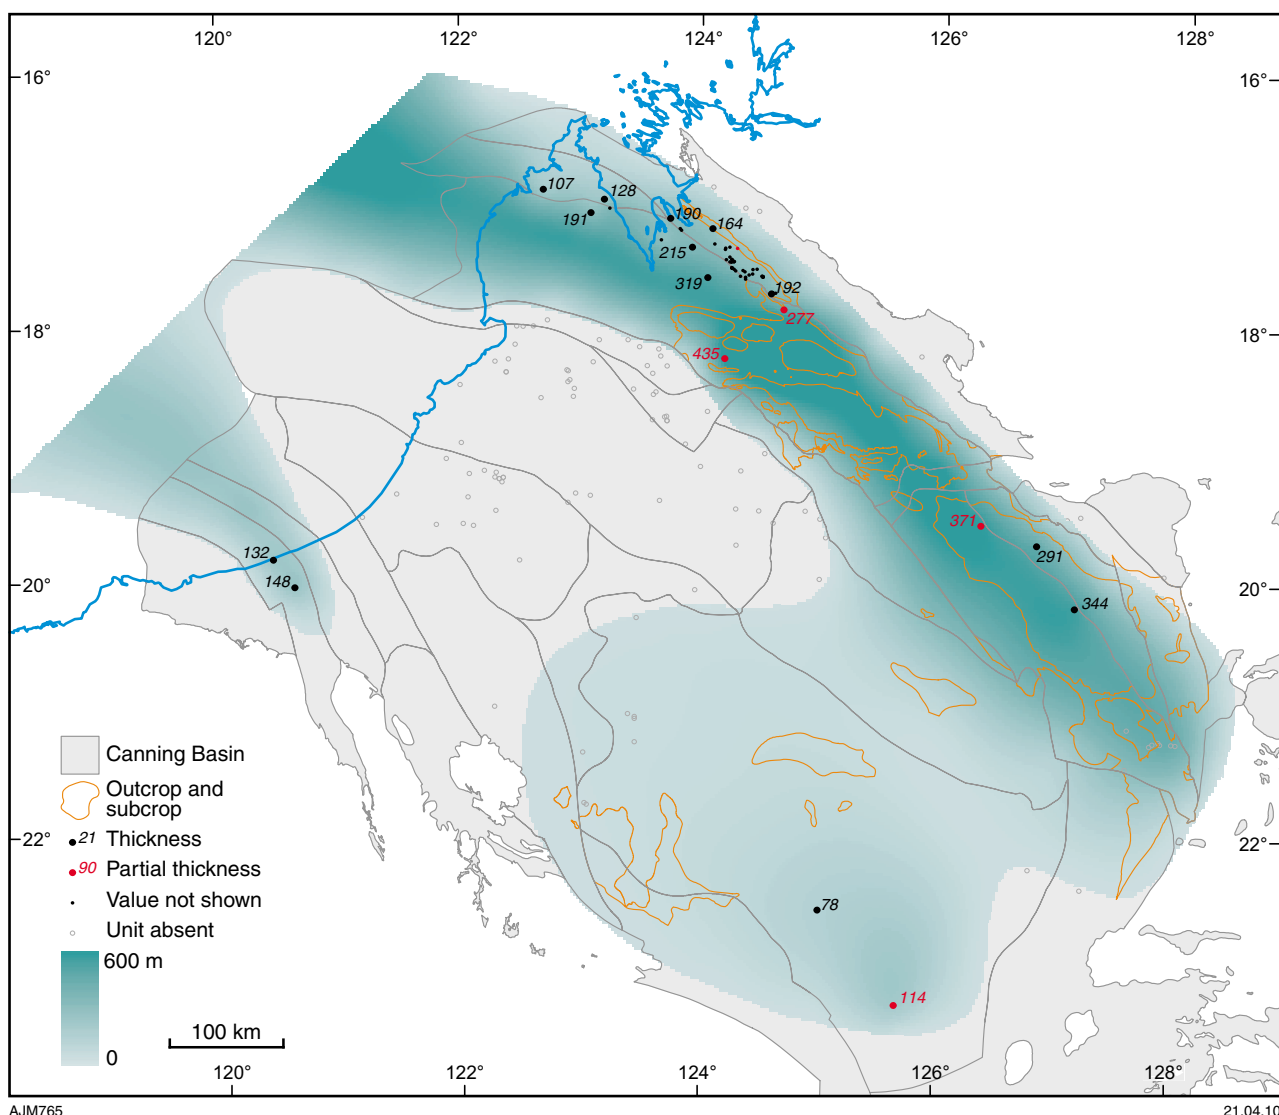 120° 122° 124° 126° 128°
16° 16°
107
128
191
190
164
215
319
192
277
18° 18°
435
371
291
132
148
344
20° 20°
Canning Basin
Outcrop and
subcrop
21 Thickness
90 Partial thickness
Value not shown
Unit absent
22° 22°
78
600 m
0
100 km
114
120° 122° 124° 126° 128°
AJM765 21.04.10